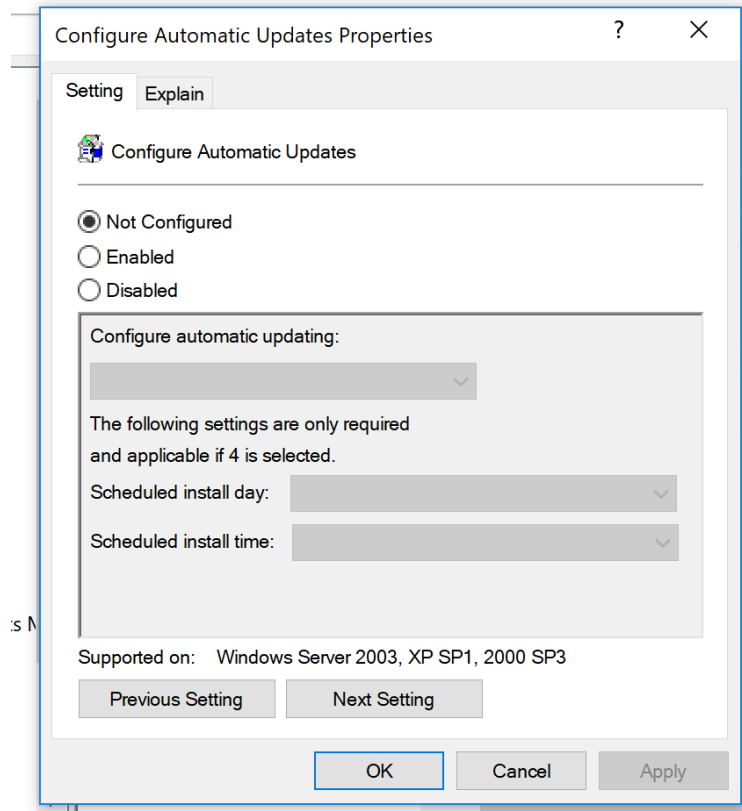 Configure Automatic Updates Properties ?
Setting Explain
Configure Automatic Updates
Not Configured
Enabled
Disabled
Configure automatic updating:
The following settings are only required
and applicable if 4 is selected.
Scheduled install day:
Scheduled install time:
:s
Supported on: Windows Server 2003, XP SP1, 2000 SP3
Previous Setting Next Setting
OK Cancel Apply